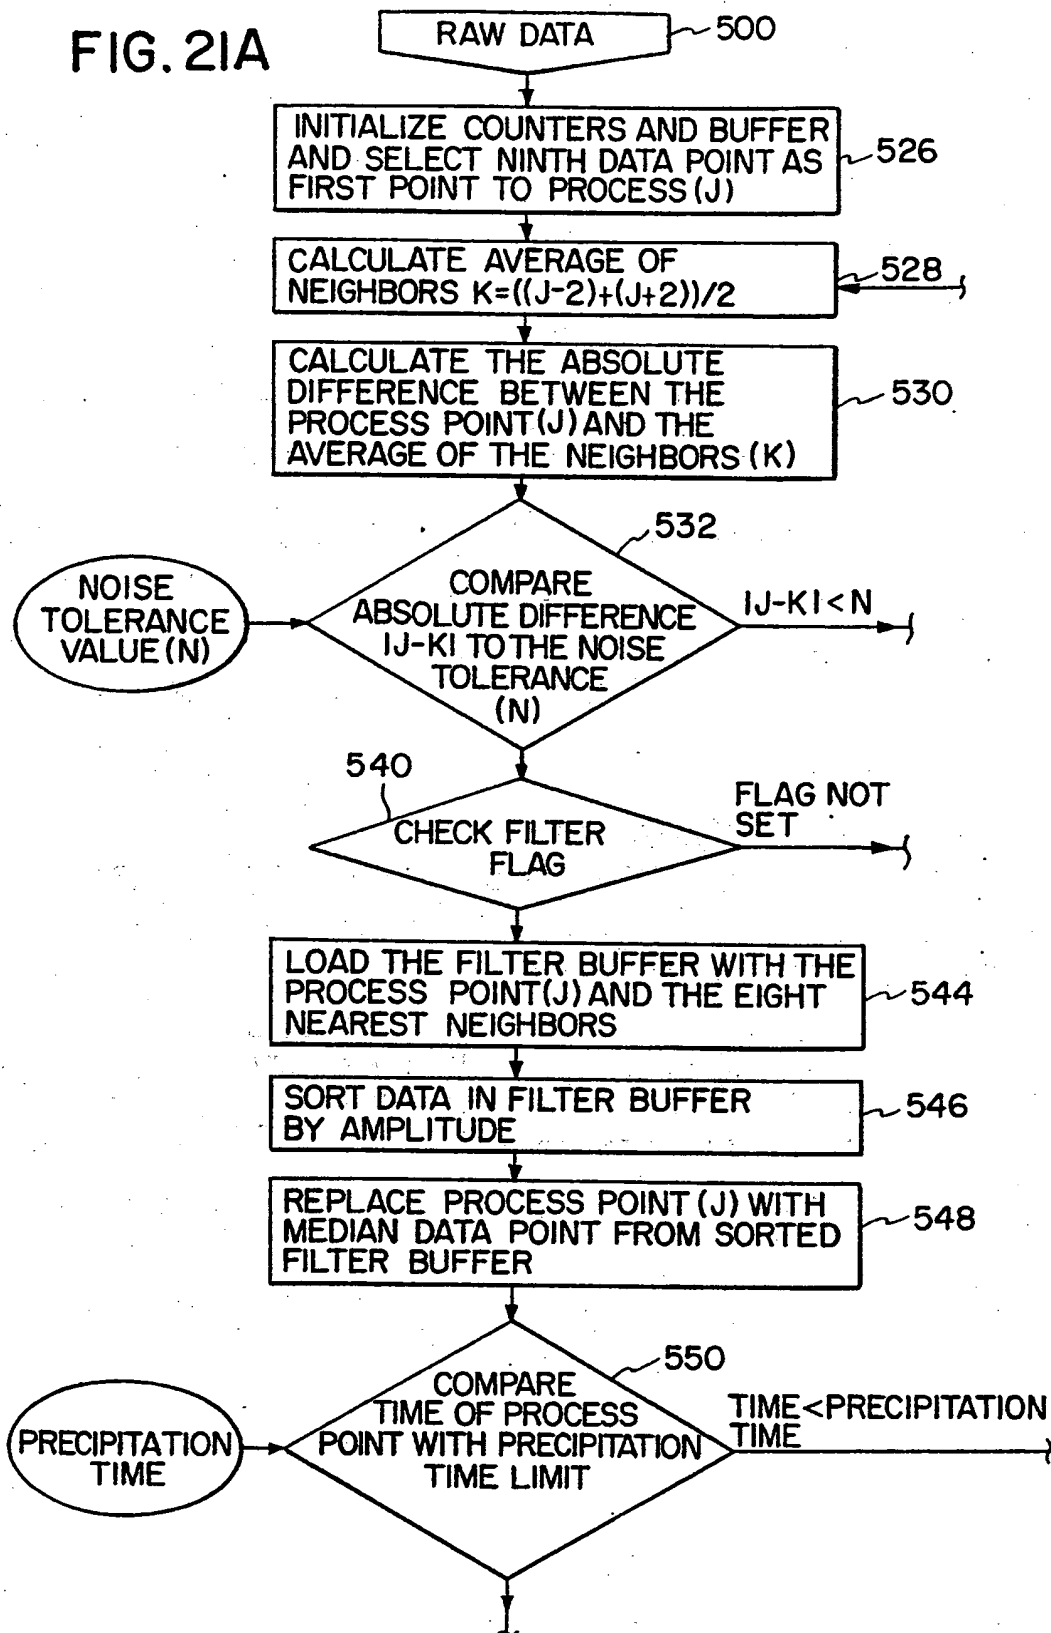 FIG. 21A
RAW DATA
500
INITIALIZE COUNTERS AND BUFFER
AND SELECT NINTH DATA POINT AS
FIRST POINT TO PROCESS (J)
526
CALCULATE AVERAGE OF
NEIGHBORS K=((J-2)+(J+2))/2
528
CALCULATE THE ABSOLUTE
DIFFERENCE BETWEEN THE
PROCESS POINT(J) AND THE
AVERAGE OF THE NEIGHBORS (K)
530
532
NOISE
TOLERANCE
VALUE (N)
COMPARE
ABSOLUTE DIFFERENCE
|J-K| TO THE NOISE
TOLERANCE
(N)
|J-K|<N
540
CHECK FILTER
FLAG
FLAG NOT
SET
LOAD THE FILTER BUFFER WITH THE
PROCESS POINT(J) AND THE EIGHT
NEAREST NEIGHBORS
544
SORT DATA IN FILTER BUFFER
BY AMPLITUDE
546
REPLACE PROCESS POINT (J) WITH
MEDIAN DATA POINT FROM SORTED
FILTER BUFFER
548
550
PRECIPITATION
TIME
COMPARE
TIME OF PROCESS
POINT WITH PRECIPITATION
TIME LIMIT
TIME<PRECIPITATION
TIME